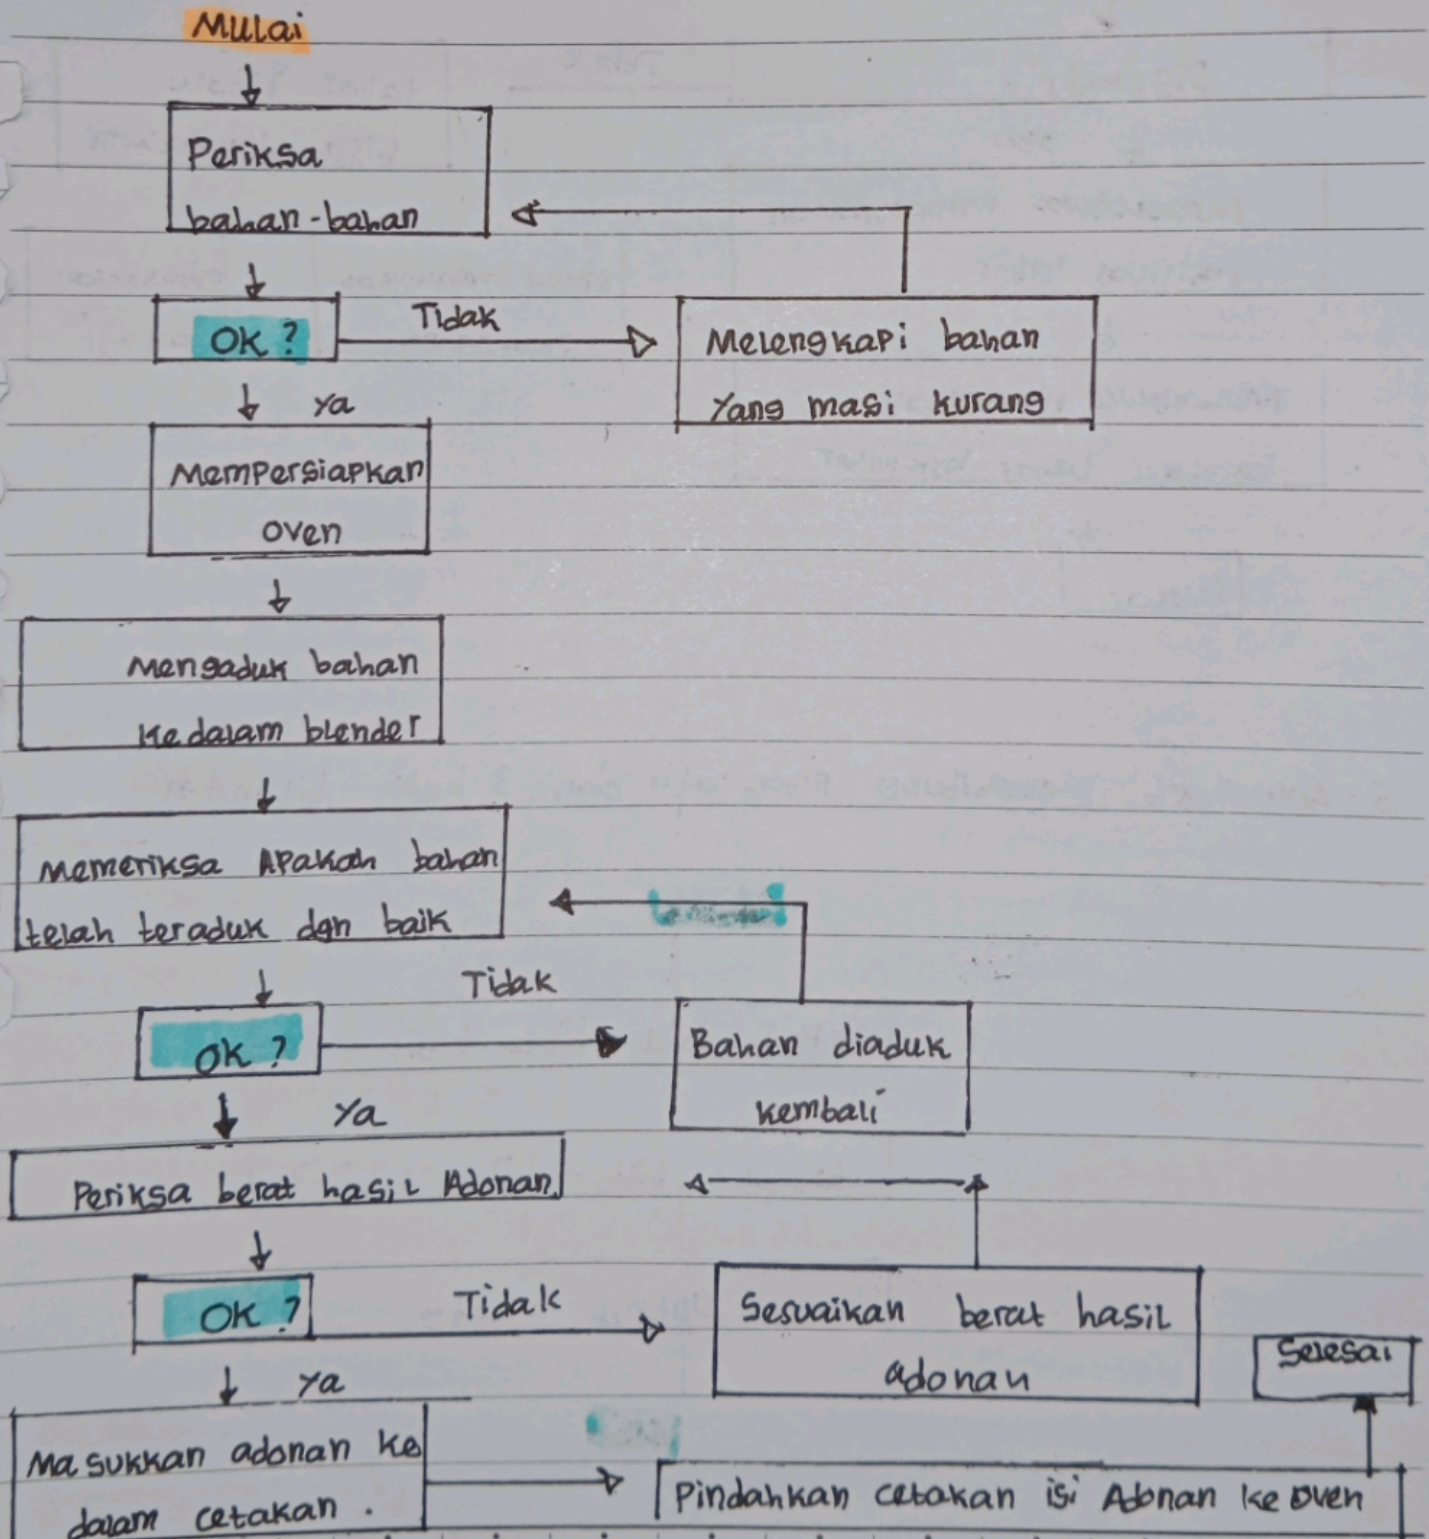 Mulai
Periksa
bahan-bahan
OK ?
Tidak
Melengkapi bahan
yang masi kurang
Ya
Mempersiapkan
oven
Mengaduk bahan
kedalam blender
Memeriksa Apakah bahan
telah teraduk dgn baik
Tidak
OK ?
Bahan diaduk
kembali
Ya
Periksa berat hasil Adonan
OK ?
Tidak
Sesuaikan berat hasil
adonan
Selesai
Ya
Masukkan adonan ke
dalam cetakan .
Pindahkan cetakan isi Adonan ke oven